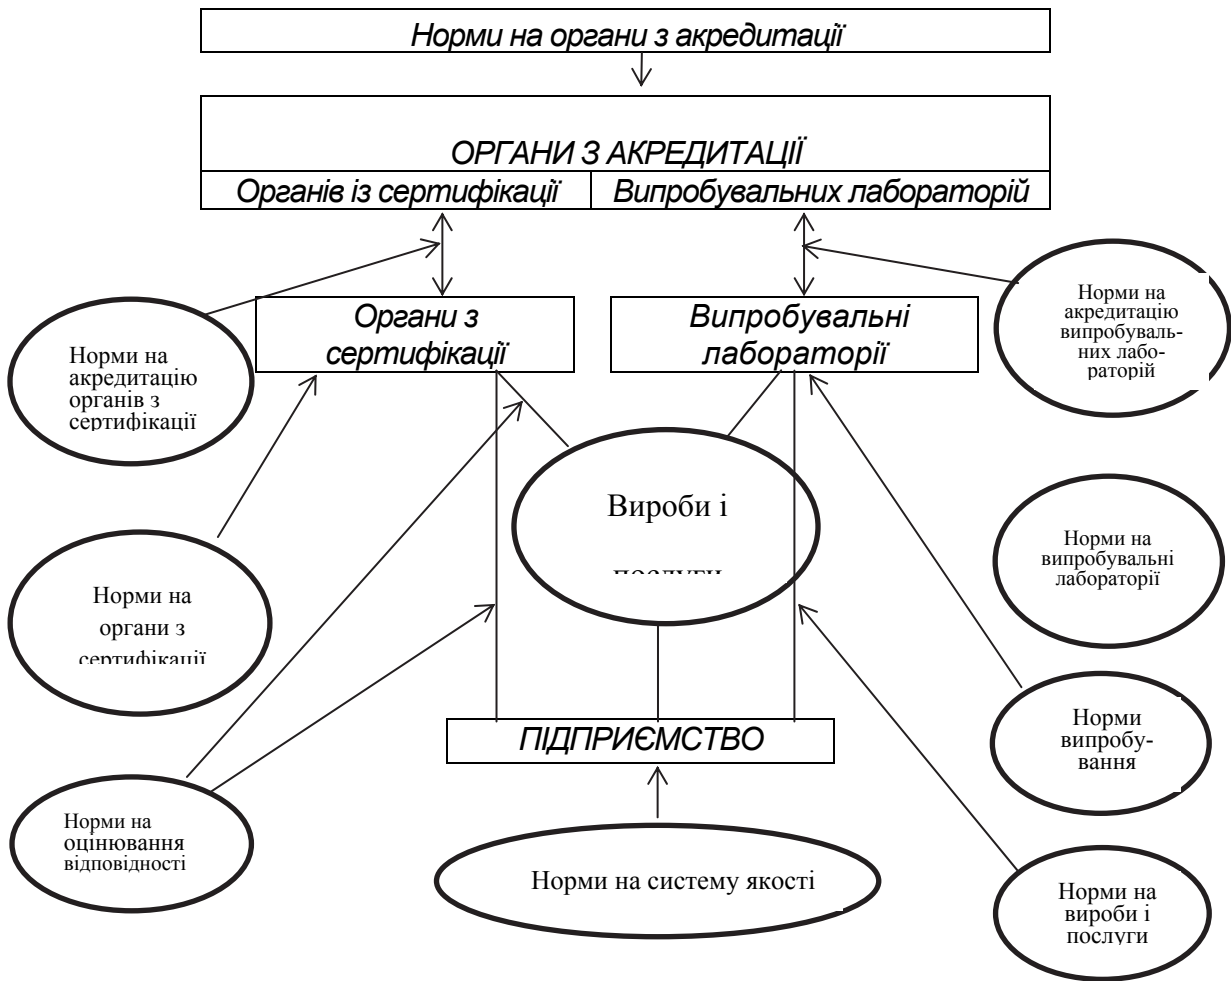 Норми на органи з акредитації
ОРГАНИ З АКРЕДИТАЦІЇ
Органів із сертифікації
Випробувальних лабораторій
Органи з
сертифікації
Випробувальні
лабораторії
Норми на
акредитацію
випробуваль-
них лабо-
раторій
Норми на
акредитацію
органів з
сертифікації
Вироби і
послуги
Норми на
випробувальні
лабораторії
Норми на
органи з
сертифікації
Норми
випробу-
вання
ПІДПРИЄМСТВО
Норми на
оцінювання
відповідності
Норми на систему якості
Норми на
вироби і
послуги